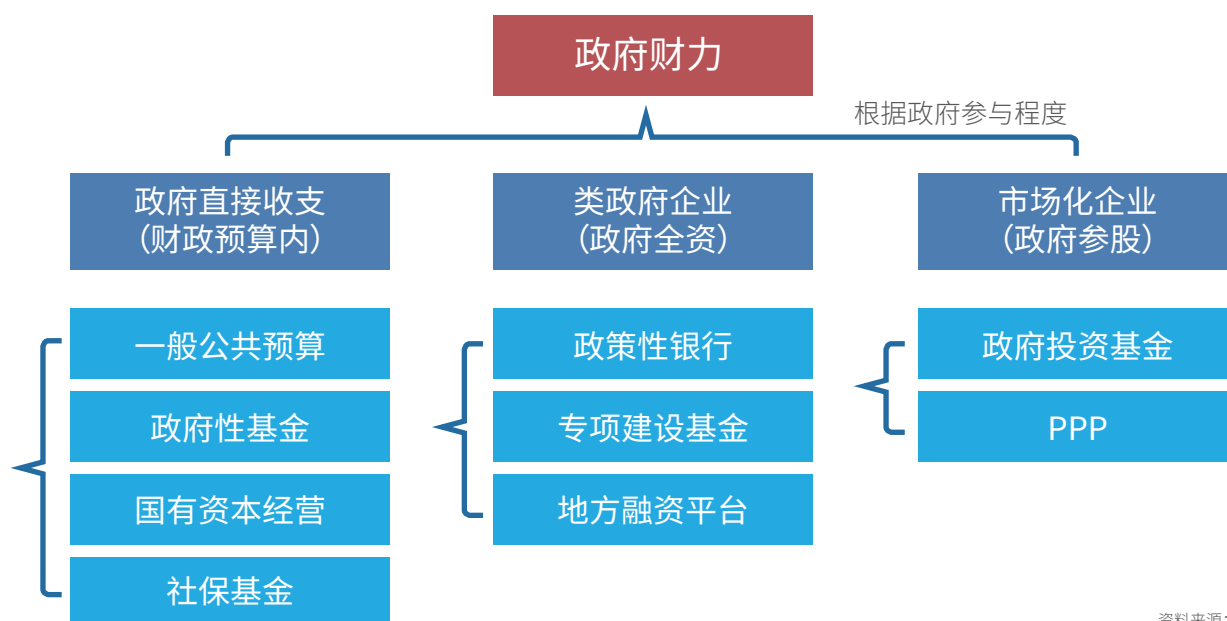 政府财力
根据政府参与程度
政府直接收支
（财政预算内）
类政府企业
（政府全资）
市场化企业
（政府参股）
一般公共预算
政府性基金
国有资本经营
社保基金
政策性银行
专项建设基金
地方融资平台
政府投资基金
PPP
资料来源：